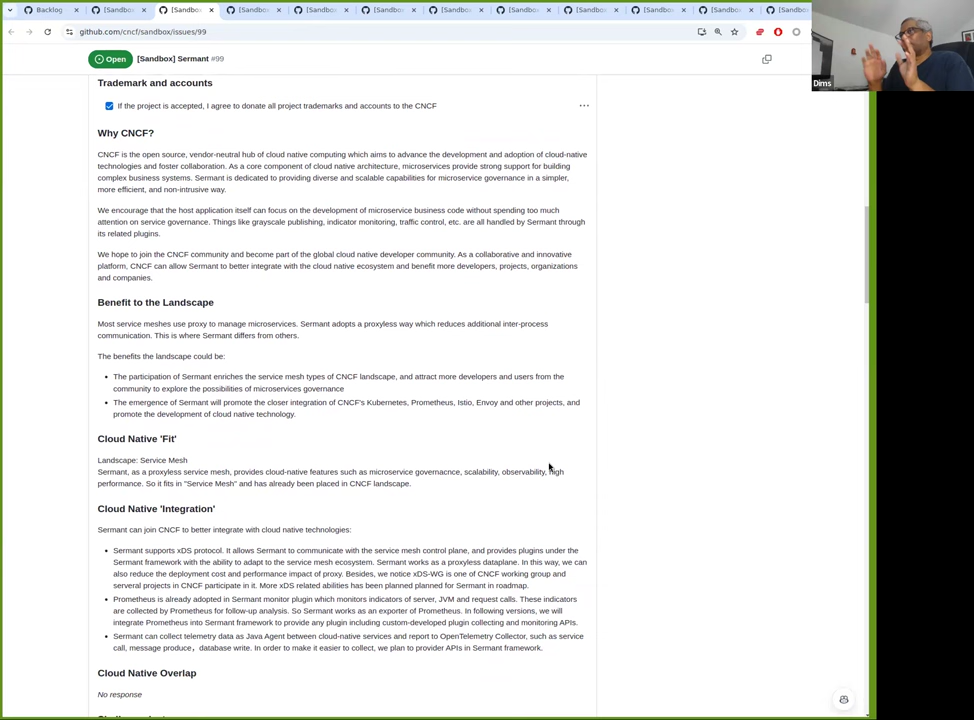 Backlog
[Sandbox
[Sandbox
[Sandbo
[Sandbo
[Sandbo
[Sandbo
[Sandbo
[Sandbo
[Sandbo
[Sandbo
[Sandbo
github.com/cncf/sandbox/issues/99
Dims
Open
[Sandbox] Sermant #99
Trademark and accounts
If the project is accepted, I agree to donate all project trademarks and accounts to the CNCF
Why CNCF?
CNCF is the open source, vendor-neutral hub of cloud native computing which aims to advance the development and adoption of cloud-native
technologies and foster collaboration. As a core component of cloud native architecture, microservices provide strong support for building
complex business systems. Sermant is dedicated to providing diverse and scalable capabilities for microservice governance in a simpler,
more efficient, and non-intrusive way.
We encourage that the host application itself can focus on the development of microservice business code without spending too much
attention on service governance. Things like grayscale publishing, indicator monitoring, traffic control, etc. are all handled by Sermant through
its related plugins.
We hope to join the CNCF community and become part of the global cloud native developer community. As a collaborative and innovative
platform, CNCF can allow Sermant to better integrate with the cloud native ecosystem and benefit more developers, projects, organizations
and companies.
Benefit to the Landscape
Most service meshes use proxy to manage microservices. Sermant adopts a proxyless way which reduces additional inter-process
communication. This is where Sermant differs from others.
The benefits the landscape could be:
The participation of Sermant enriches the service mesh types of CNCF landscape, and attract more developers and users from the
community to explore the possibilities of microservices governance
The emergence of Sermant will promote the closer integration of CNCF's Kubernetes, Prometheus, Istio, Envoy and other projects, and
promote the development of cloud native technology.
Cloud Native 'Fit'
Landscape: Service Mesh
Sermant, as a proxyless service mesh, provides cloud-native features such as microservice governacnce, scalability, observability, high
performance. So it fits in "Service Mesh" and has already been placed in CNCF landscape.
Cloud Native 'Integration'
Sermant can join CNCF to better integrate with cloud native technologies:
Sermant supports xDS protocol. It allows Sermant to communicate with the service mesh control plane, and provides plugins under the
Sermant framework with the ability to adapt to the service mesh ecosystem. Sermant works as a proxyless dataplane. In this way, we can
also reduce the deployment cost and performance impact of proxy. Besides, we notice xDS-WG is one of CNCF working group and
serveral projects in CNCF participate in it. More xDS related abilities has been planned planned for Sermant in roadmap.
Prometheus is already adopted in Sermant monitor plugin which monitors indicators of server, JVM and request calls. These indicators
are collected by Prometheus for follow-up analysis. So Sermant works as an exporter of Prometheus. In following versions, we will
integrate Prometheus into Sermant framework to provide any plugin including custom-developed plugin collecting and monitoring APIs.
Sermant can collect telemetry data as Java Agent between cloud-native services and report to OpenTelemetry Collector, such as service
call, message produce，database write. In order to make it easier to collect, we plan to provider APIs in Sermant framework.
Cloud Native Overlap
No response